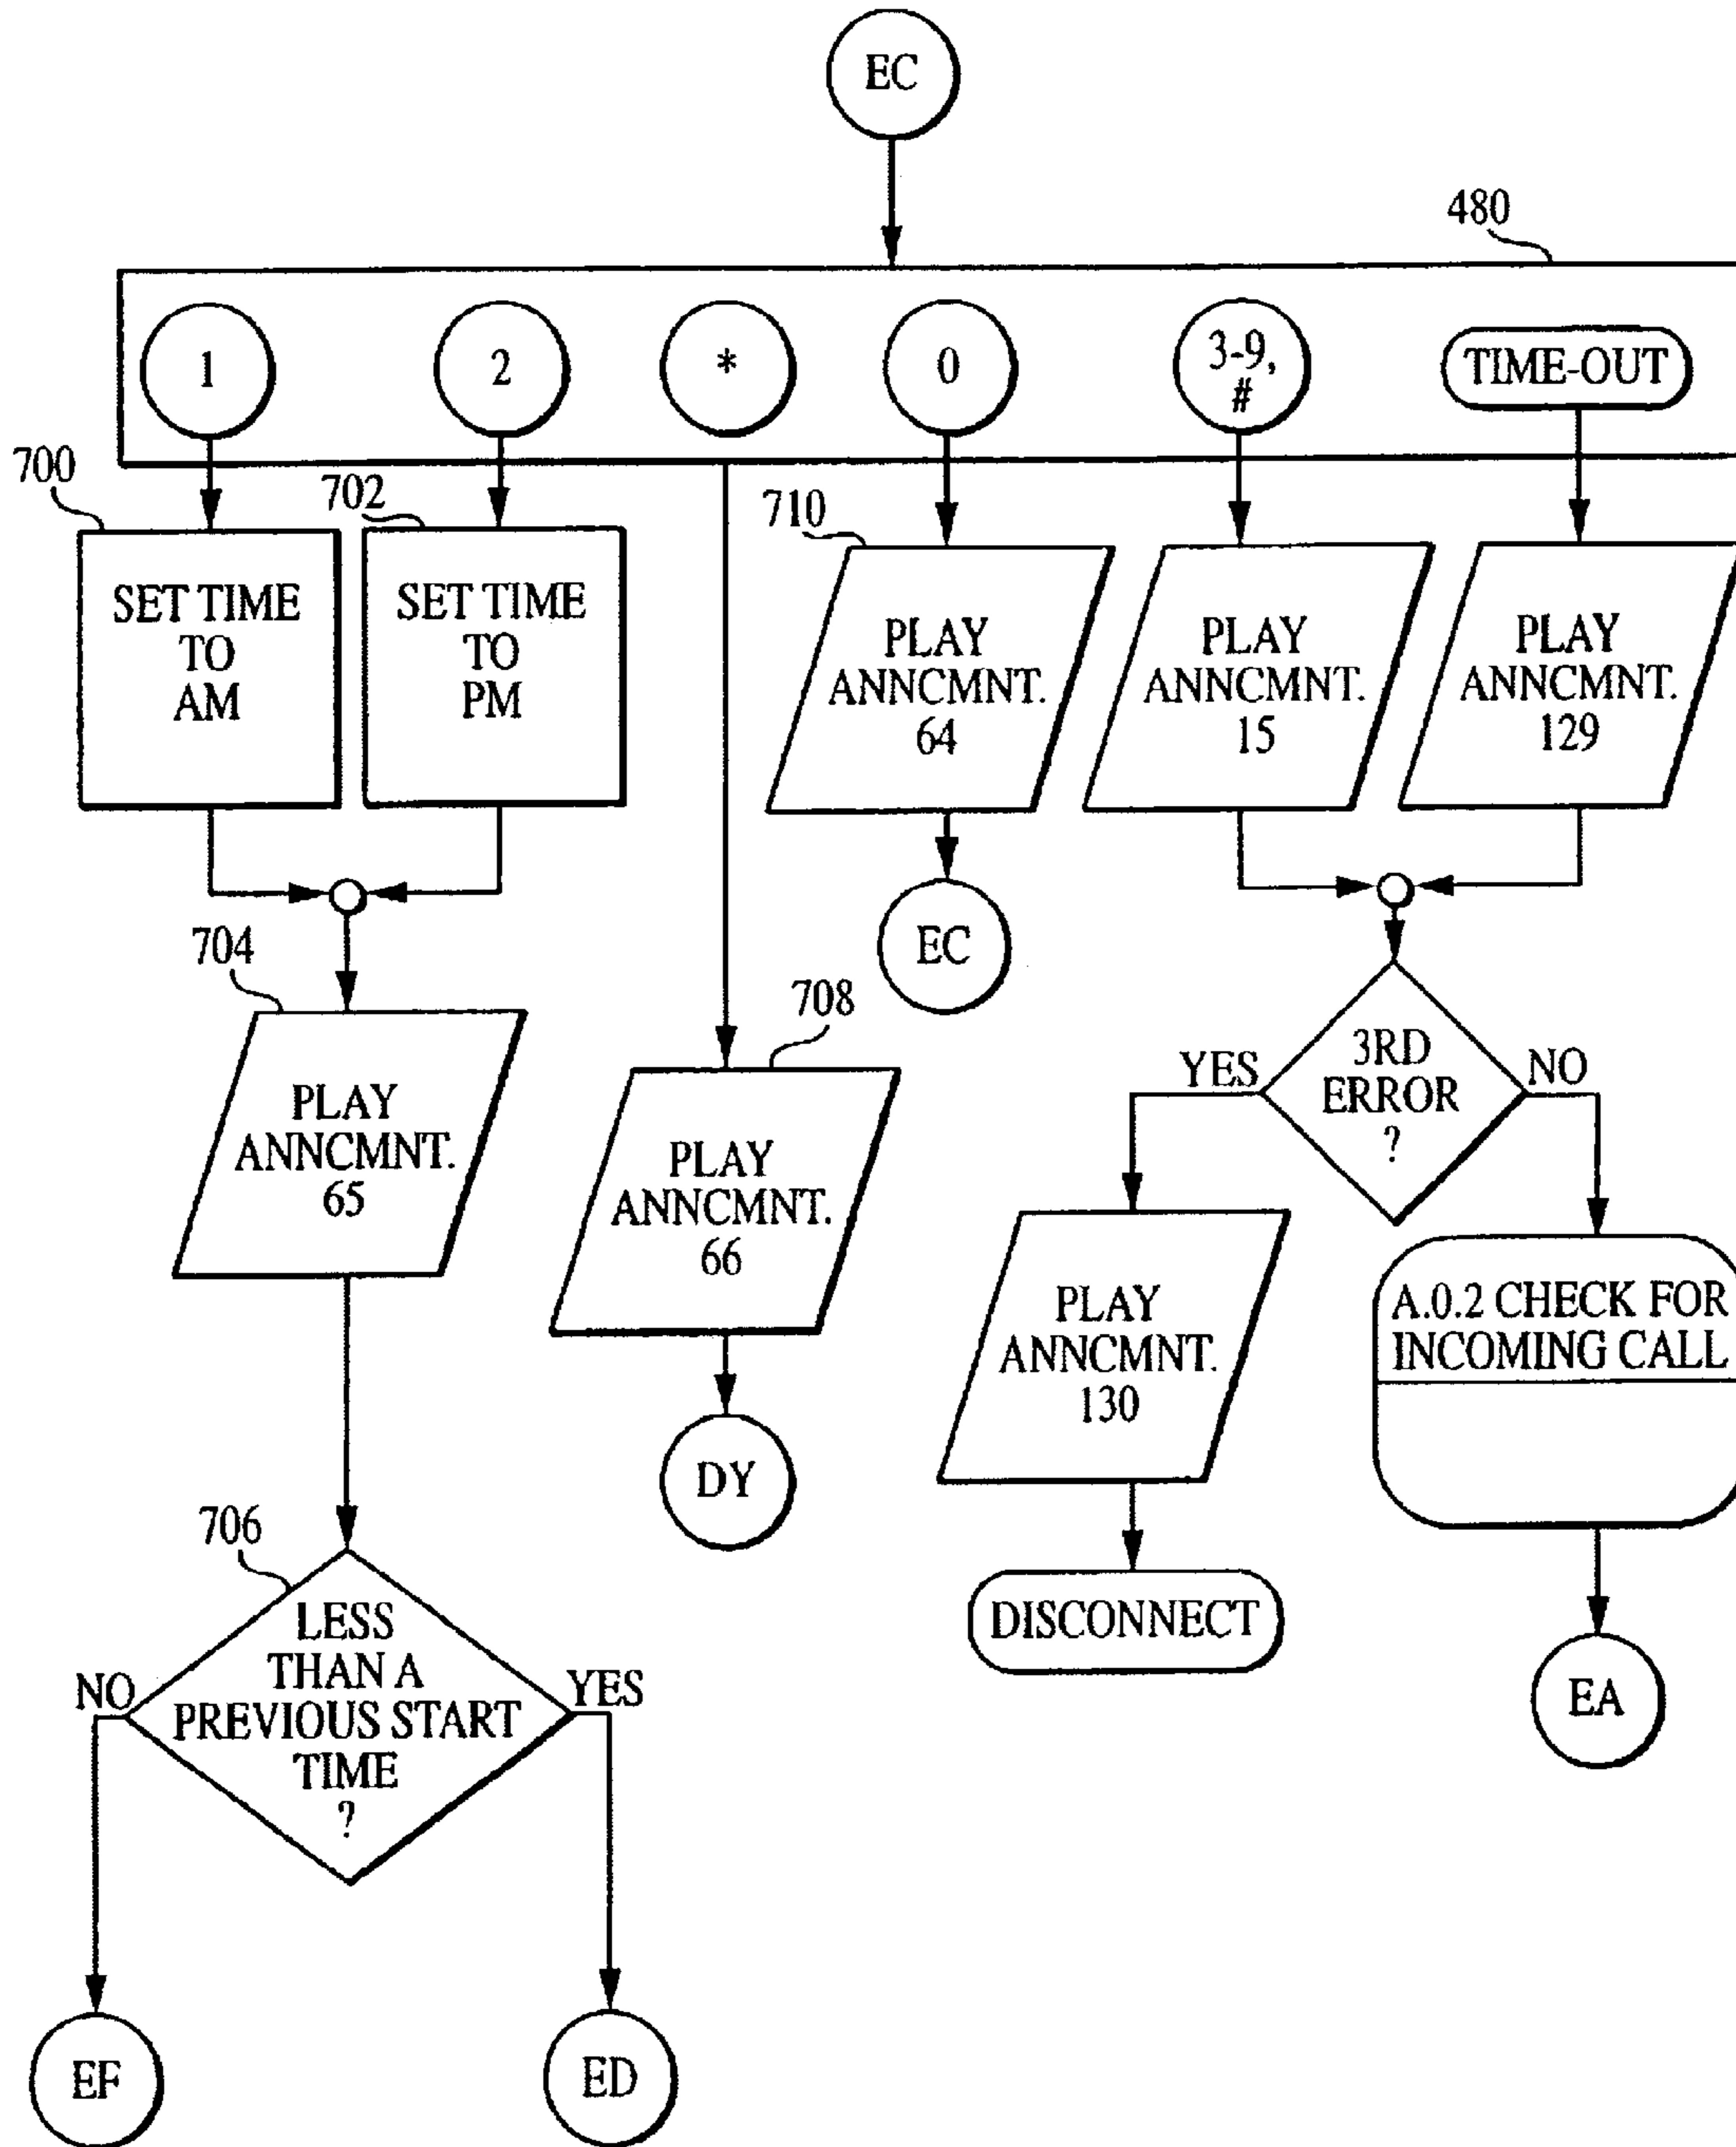 EC
480
1
2
*
0
3-9,
#
TIME-OUT
700
702
710
SET TIME
TO
AM
SET TIME
TO
PM
PLAY
ANNCMNT.
64
PLAY
ANNCMNT.
15
PLAY
ANNCMNT.
129
EC
704
708
PLAY
ANNCMNT.
65
PLAY
ANNCMNT.
66
YES
3RD
ERROR
?
NO
PLAY
ANNCMNT.
130
A.0.2 CHECK FOR
INCOMING CALL
DY
DISCONNECT
EA
706
NO
LESS
THAN A
PREVIOUS START
TIME
?
YES
EF
ED